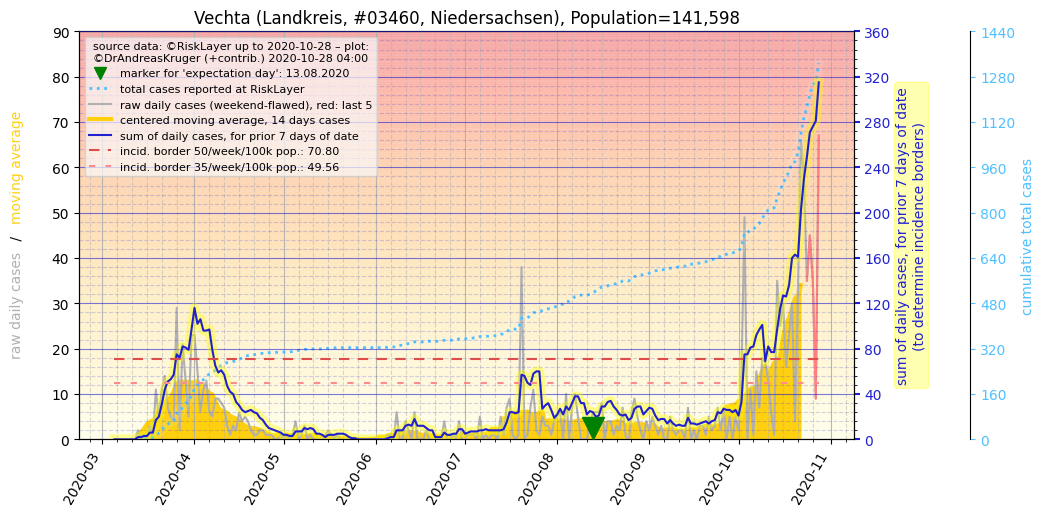 Vechta (Landkreis, #03460, Niedersachsen), Population=141,598
source data: ©RiskLayer up to 2020-10-28 – plot:
©DrAndreasKruger (+contrib.) 2020-10-28 04:00
marker for 'expectation day': 13.08.2020
total cases reported at RiskLayer
raw daily cases (weekend-flawed), red: last 5
centered moving average, 14 days cases
sum of daily cases, for prior 7 days of date
incid. border 50/week/100k pop.: 70.80
incid. border 35/week/100k pop.: 49.56
raw daily cases / moving average
90
80
70
60
50
40
30
20
10
0
2020-03
2020-04
2020-05
2020-06
2020-07
2020-08
2020-09
2020-10
2020-11
360
320
280
240
200
160
120
80
40
0
sum of daily cases, for prior 7 days of date
(to determine incidence borders)
1440
1280
1120
960
800
640
480
320
160
0
cumulative total cases